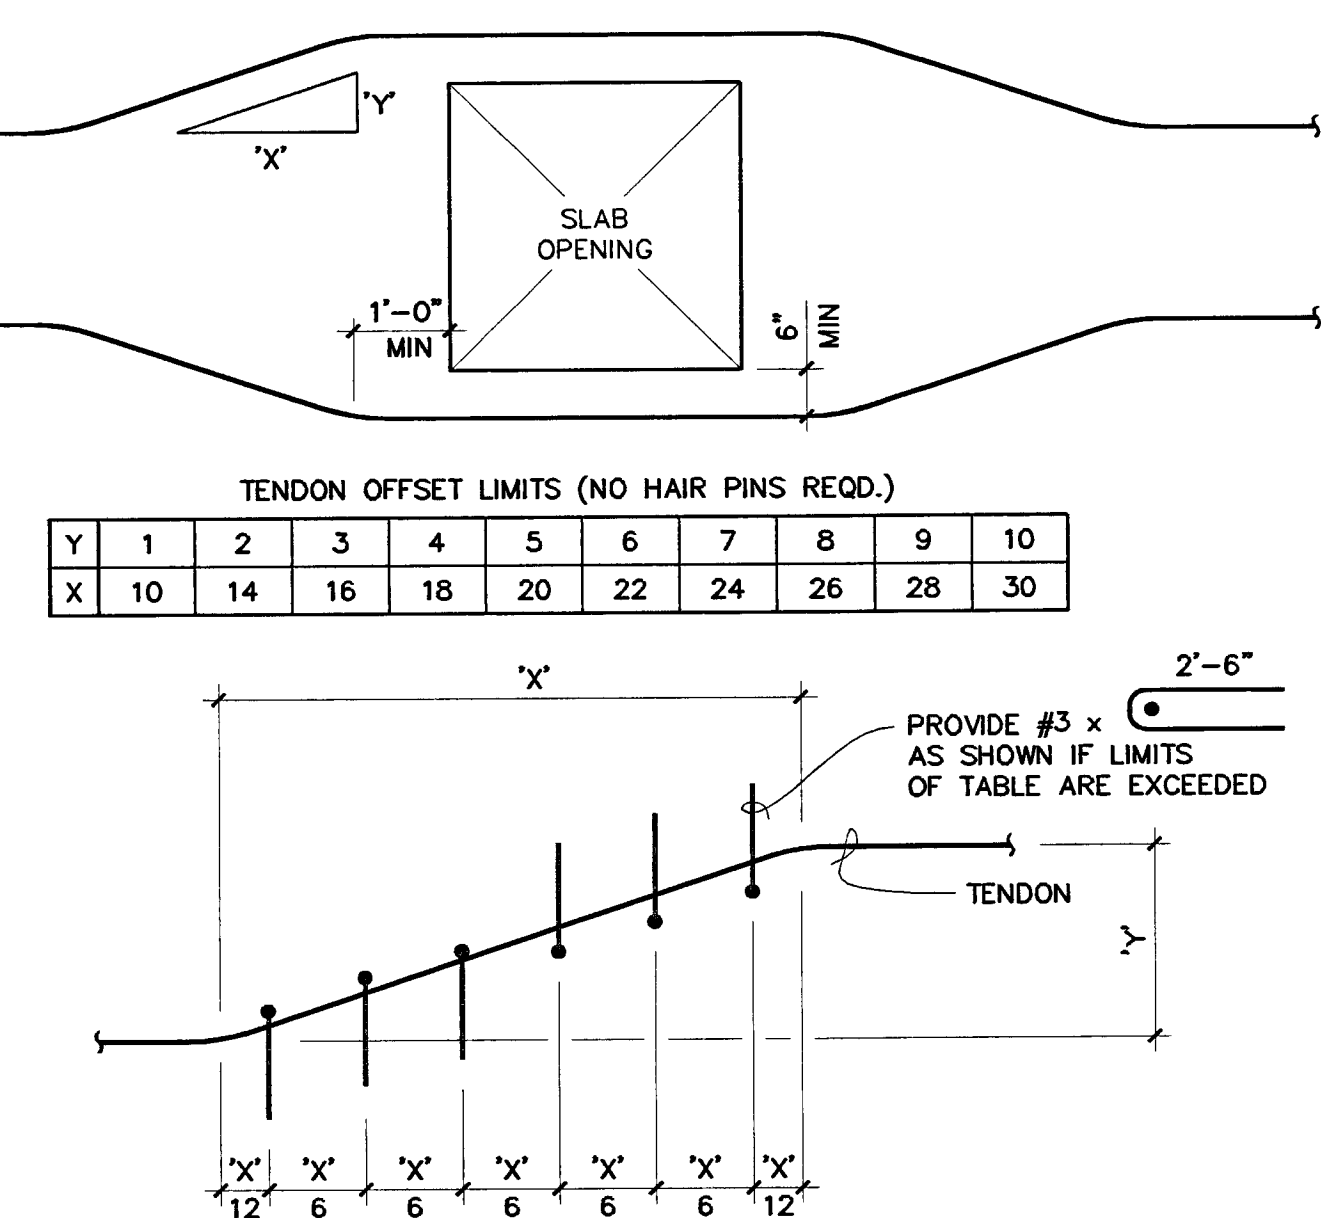 'Y'
'X'
SLAB
OPENING
1'-0"
MIN
6"
MIN
TENDON OFFSET LIMITS (NO HAIR PINS REQD.)
Y 1 2 3 4 5 6 7 8 9 10
X 10 14 16 18 20 22 24 26 28 30
'X'
2'-6"
PROVIDE #3 x
AS SHOWN IF LIMITS
OF TABLE ARE EXCEEDED
TENDON
'Y'
'X' 'X' 'X' 'X' 'X' 'X' 'X'
12 6 6 6 6 6 12